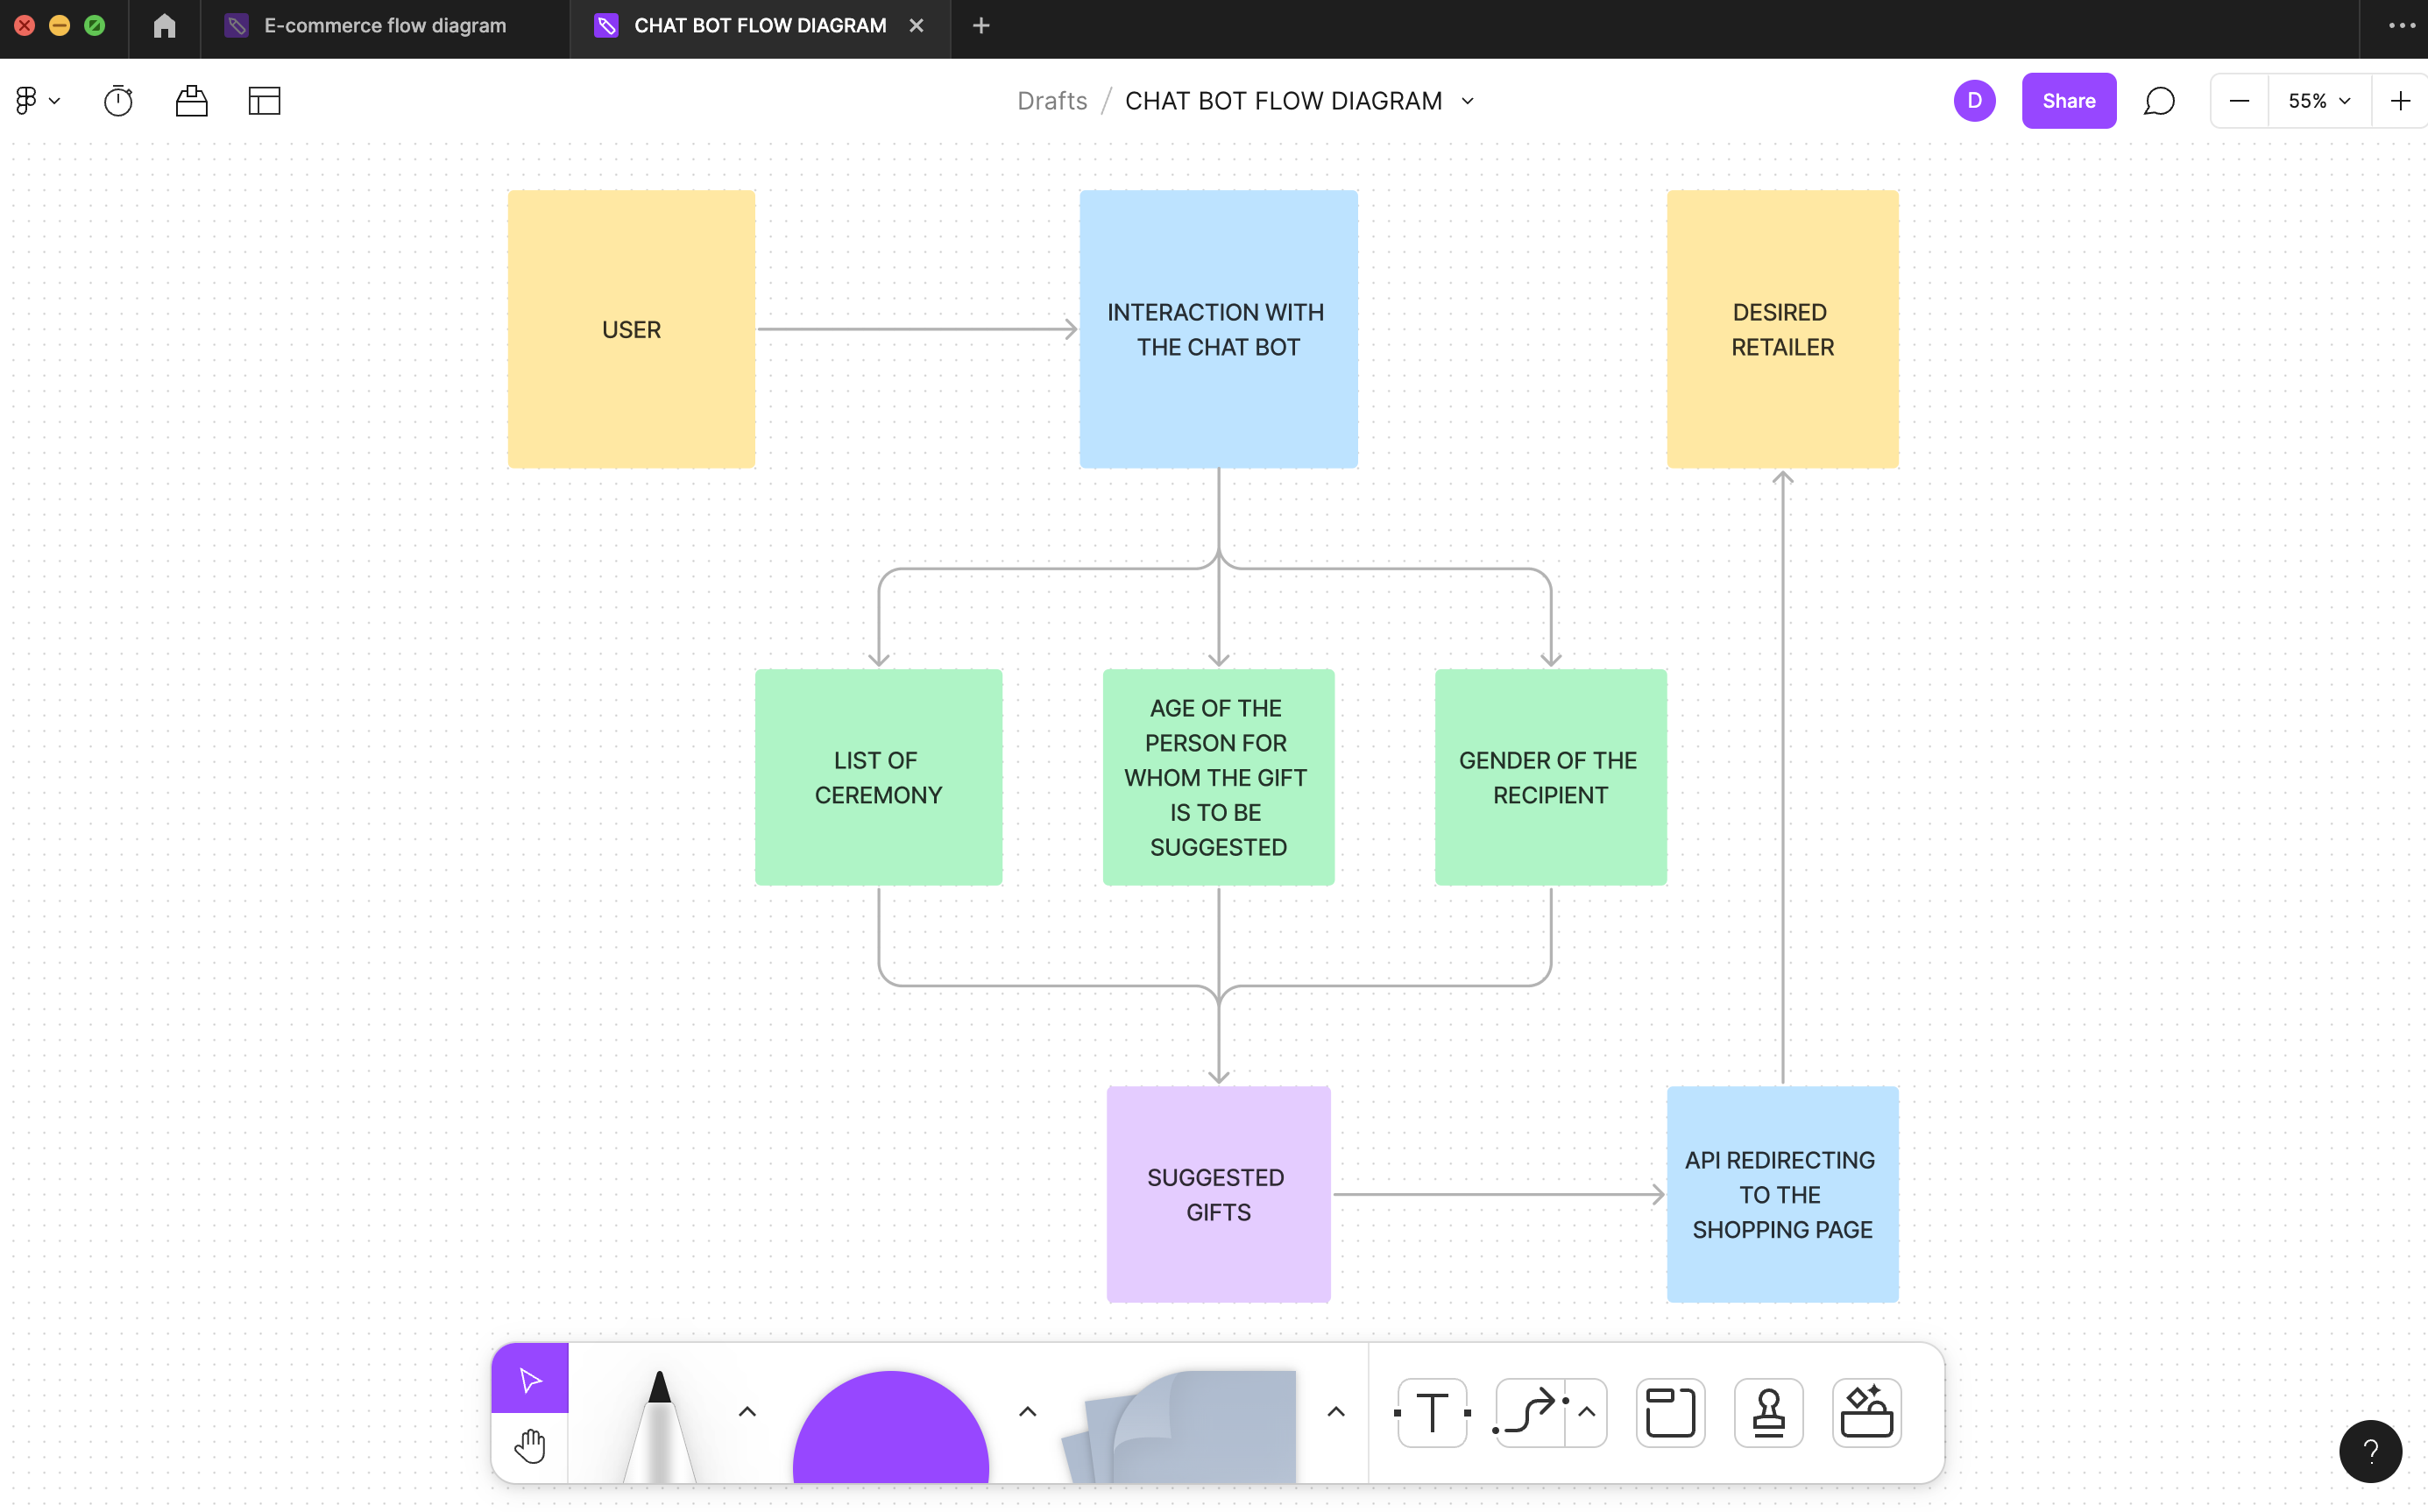 E-commerce flow diagram
CHAT BOT FLOW DIAGRAM
Drafts / CHAT BOT FLOW DIAGRAM
D
Share
55%
USER
INTERACTION WITH
THE CHAT BOT
DESIRED
RETAILER
LIST OF
CEREMONY
AGE OF THE
PERSON FOR
WHOM THE GIFT
IS TO BE
SUGGESTED
GENDER OF THE
RECIPIENT
SUGGESTED
GIFTS
API REDIRECTING
TO THE
SHOPPING PAGE
T
?